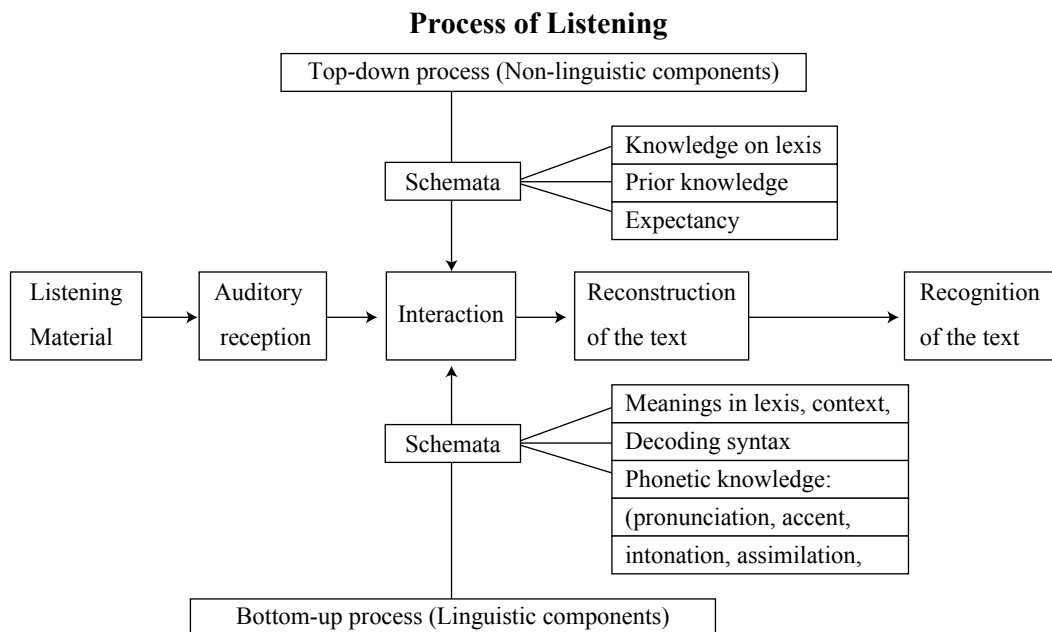 Process of Listening
Top-down process (Non-linguistic components)
Schemata
Knowledge on lexis
Prior knowledge
Expectancy
Listening
Material
Auditory
reception
Interaction
Reconstruction
of the text
Recognition
of the text
Schemata
Meanings in lexis, context,
Decoding syntax
Phonetic knowledge:
(pronunciation, accent,
intonation, assimilation,
Bottom-up process (Linguistic components)